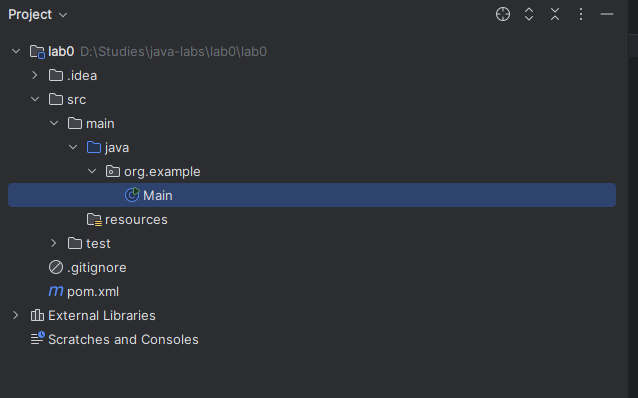 Project
lab0 D:\Studies\java-labs\lab0\lab0
.idea
src
main
java
org.example
Main
resources
test
.gitignore
m pom.xml
External Libraries
Scratches and Consoles